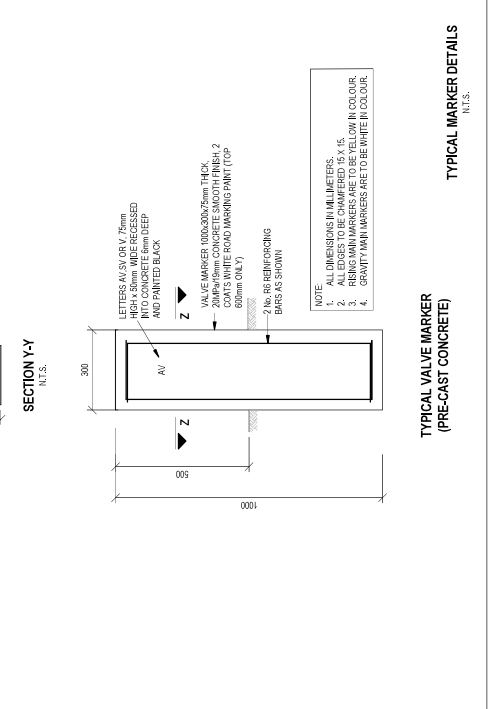 SECTION Y-Y
N.T.S.
300
500
1000
Z
Z
AV
LETTERS AV, SV OR V, 75mm
HIGH x 50mm WIDE RECESSED
INTO CONCRETE 6mm DEEP
AND PAINTED BLACK
VALVE MARKER 1000x300x75mm THICK,
20MPa/19mm CONCRETE SMOOTH FINISH, 2
COATS WHITE ROAD MARKING PAINT (TOP
600mm ONLY)
2 No. R6 REINFORCING
BARS AS SHOWN
NOTE:
1. ALL DIMENSIONS IN MILLIMETERS.
2. ALL EDGES TO BE CHAMFERED 15 X 15.
3. RISING MAIN MARKERS ARE TO BE YELLOW IN COLOUR.
4. GRAVITY MAIN MARKERS ARE TO BE WHITE IN COLOUR.
TYPICAL VALVE MARKER
(PRE-CAST CONCRETE)
TYPICAL MARKER DETAILS
N.T.S.